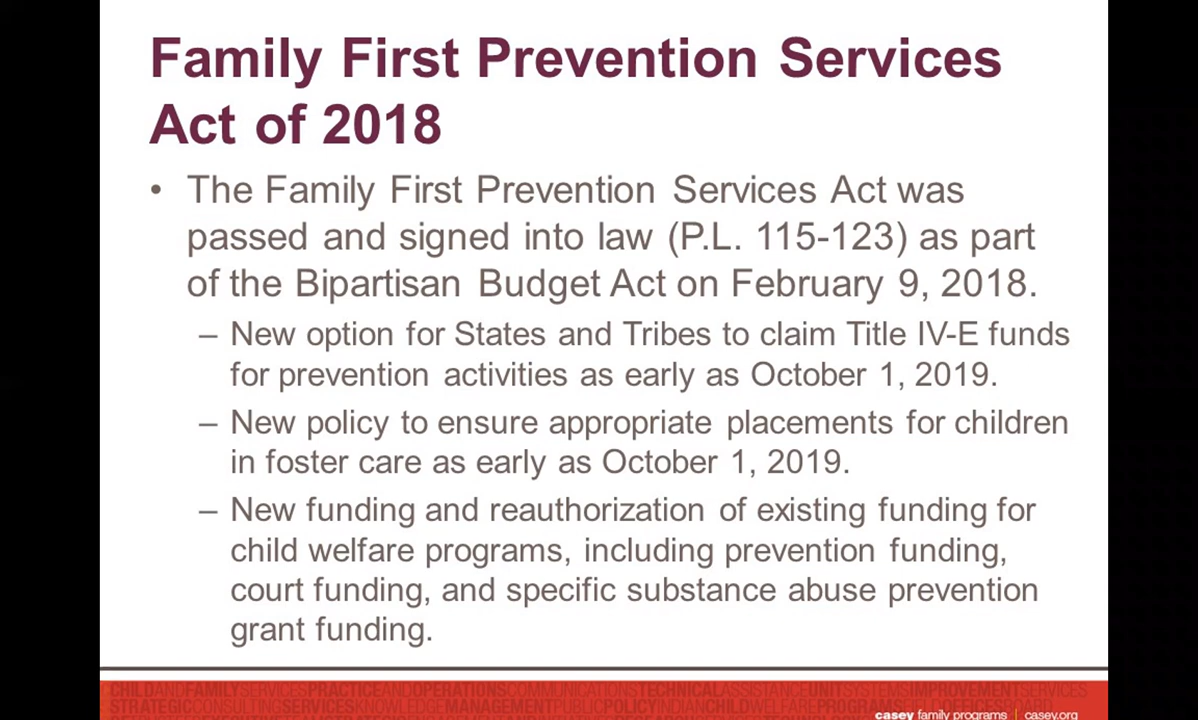 Family First Prevention Services
Act of 2018
• The Family First Prevention Services Act was
passed and signed into law (P.L. 115-123) as part
of the Bipartisan Budget Act on February 9, 2018.
– New option for States and Tribes to claim Title IV-E funds
for prevention activities as early as October 1, 2019.
– New policy to ensure appropriate placements for children
in foster care as early as October 1, 2019.
– New funding and reauthorization of existing funding for
child welfare programs, including prevention funding,
court funding, and specific substance abuse prevention
grant funding.
CHILDANDFAMILYSERVICESPRACTICEANDOPERATIONSCOMMUNICATIONSTECHNICALASSISTANCEUNITSYSTEMSIMPROVEMENTSERVICES
STRATEGICCONSULTINGSERVICESKNOWLEDGEMANAGEMENTPUBLICPOLICYINDIANCHILDWELFAREPROGRAM
casey family programs | casey.org